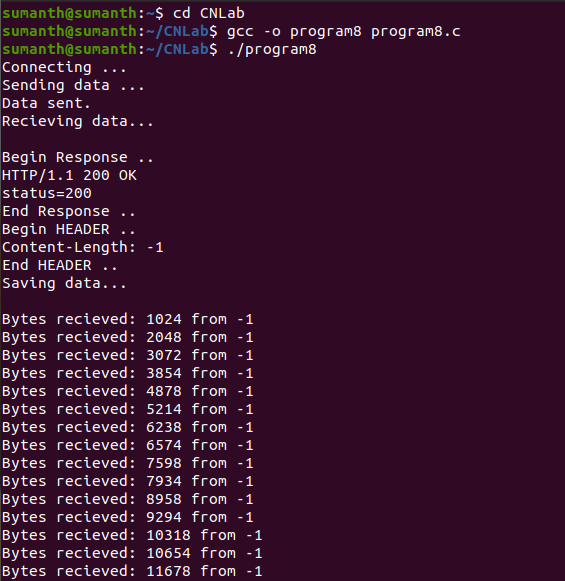 sumanth@sumanth:~$ cd CNLab
sumanth@sumanth:~/CNLab$ gcc -o program8 program8.c
sumanth@sumanth:~/CNLab$ ./program8
Connecting ...
Sending data ...
Data sent.
Recieving data...
Begin Response ..
HTTP/1.1 200 OK
status=200
End Response ..
Begin HEADER ..
Content-Length: -1
End HEADER ..
Saving data...
Bytes recieved: 1024 from -1
Bytes recieved: 2048 from -1
Bytes recieved: 3072 from -1
Bytes recieved: 3854 from -1
Bytes recieved: 4878 from -1
Bytes recieved: 5214 from -1
Bytes recieved: 6238 from -1
Bytes recieved: 6574 from -1
Bytes recieved: 7598 from -1
Bytes recieved: 7934 from -1
Bytes recieved: 8958 from -1
Bytes recieved: 9294 from -1
Bytes recieved: 10318 from -1
Bytes recieved: 10654 from -1
Bytes recieved: 11678 from -1